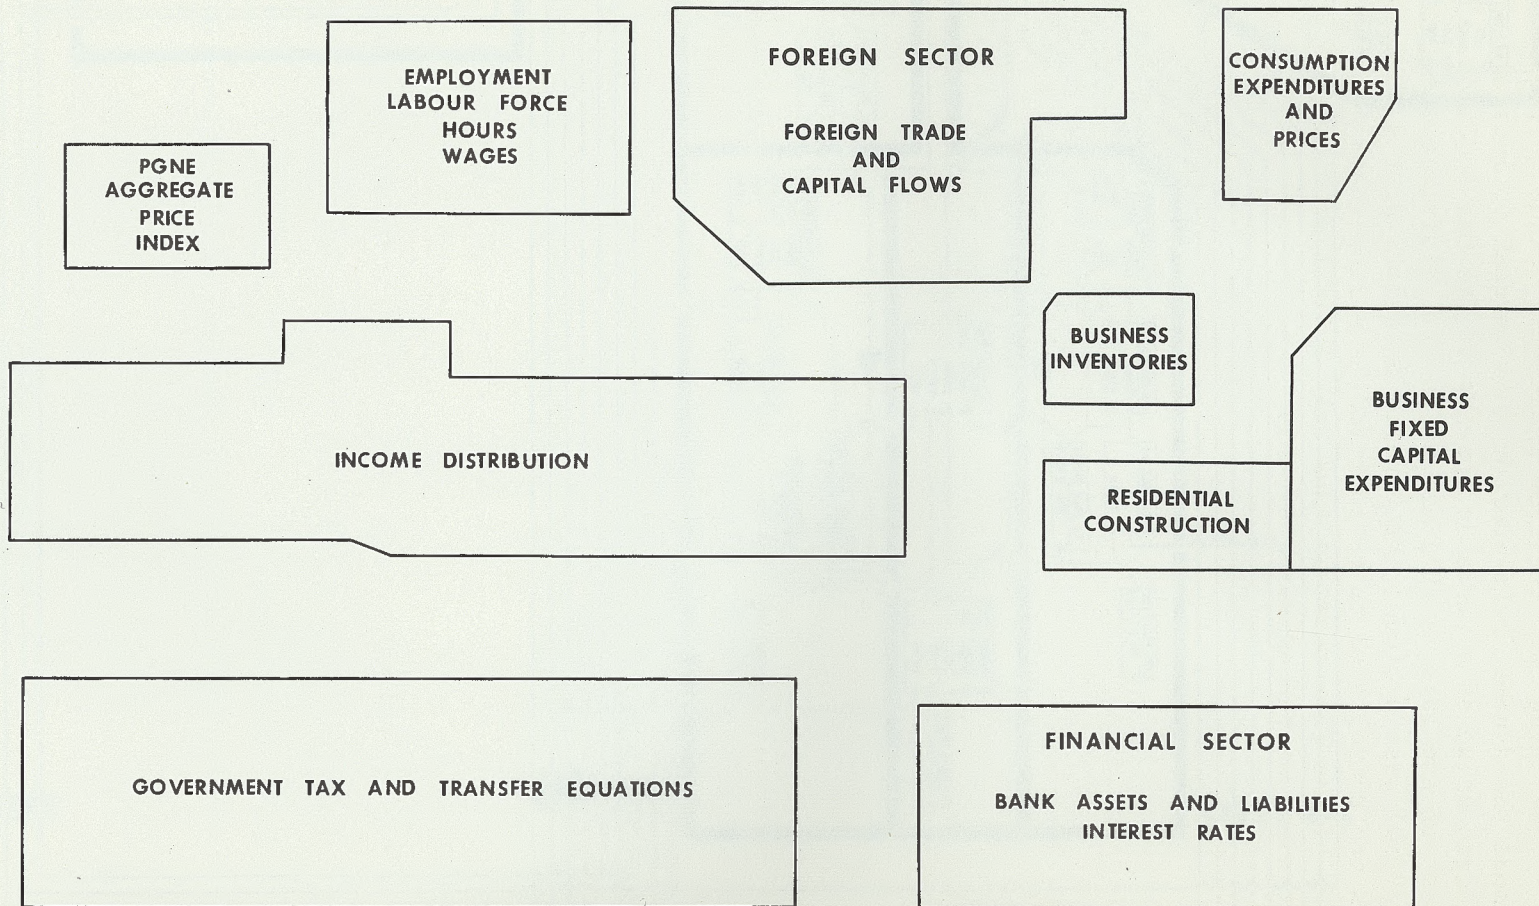 PGNE
AGGREGATE
PRICE
INDEX
EMPLOYMENT
LABOUR FORCE
HOURS
WAGES
FOREIGN SECTOR
FOREIGN TRADE
AND
CAPITAL FLOWS
CONSUMPTION
EXPENDITURES
AND
PRICES
BUSINESS
INVENTORIES
BUSINESS
FIXED
CAPITAL
EXPENDITURES
INCOME DISTRIBUTION
RESIDENTIAL
CONSTRUCTION
GOVERNMENT TAX AND TRANSFER EQUATIONS
FINANCIAL SECTOR
BANK ASSETS AND LIABILITIES
INTEREST RATES